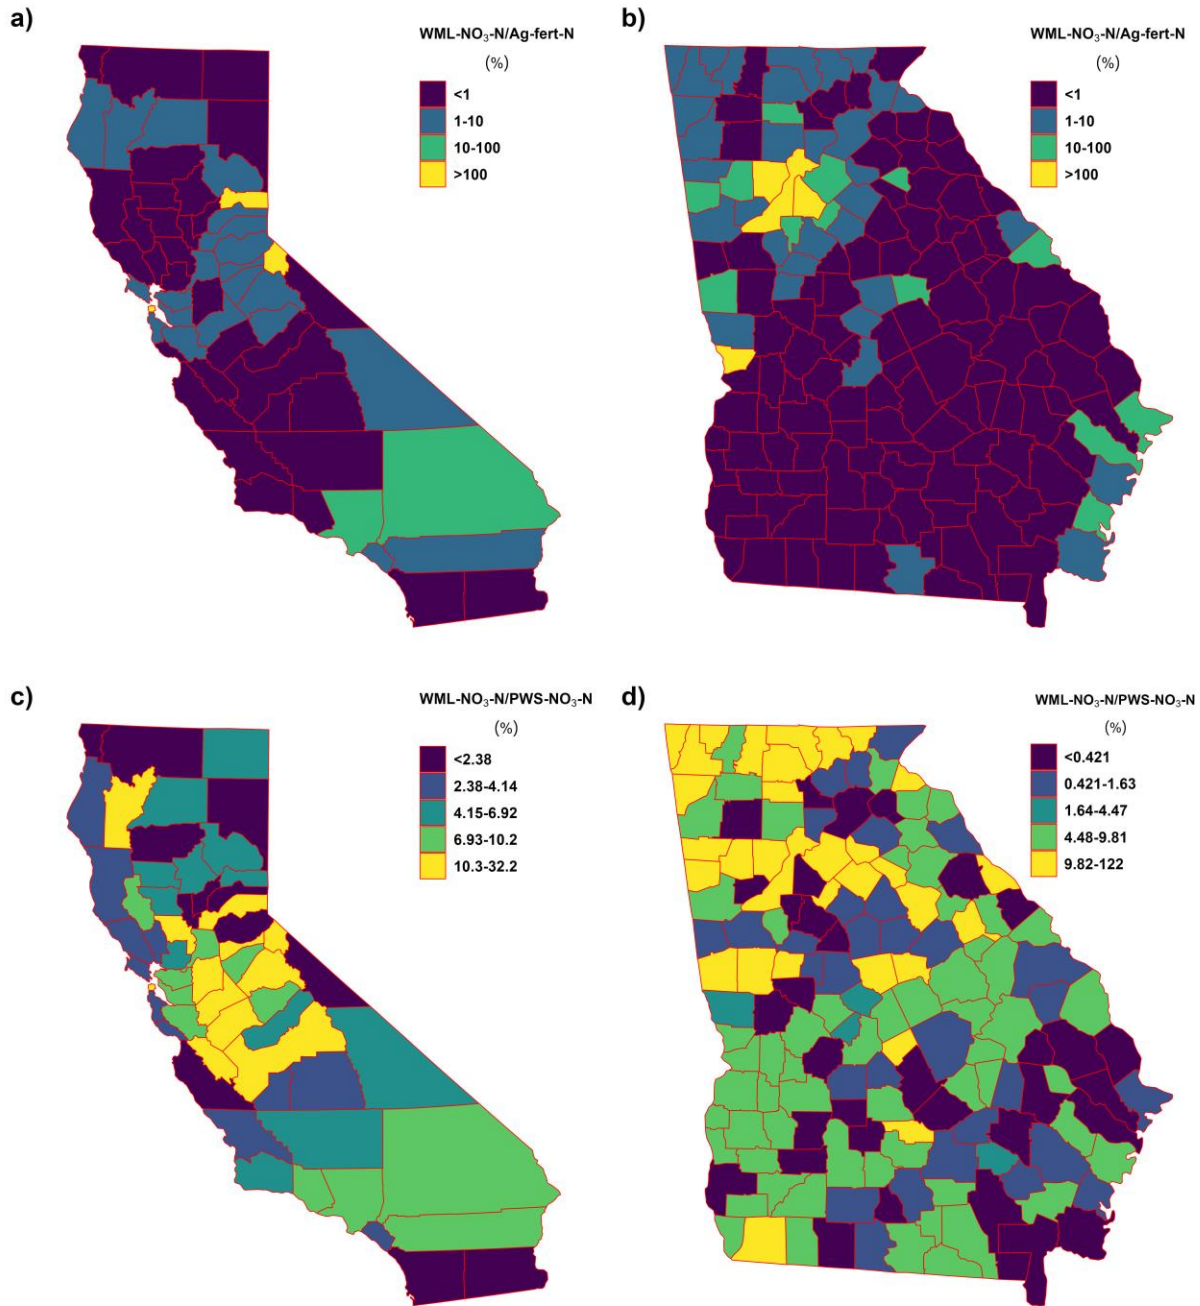 a)
WML-NO₃-N/Ag-fert-N
(%)
<1
1-10
10-100
>100
b)
WML-NO₃-N/Ag-fert-N
(%)
<1
1-10
10-100
>100
c)
WML-NO₃-N/PWS-NO₃-N
(%)
<2.38
2.38-4.14
4.15-6.92
6.93-10.2
10.3-32.2
d)
WML-NO₃-N/PWS-NO₃-N
(%)
<0.421
0.421-1.63
1.64-4.47
4.48-9.81
9.82-122